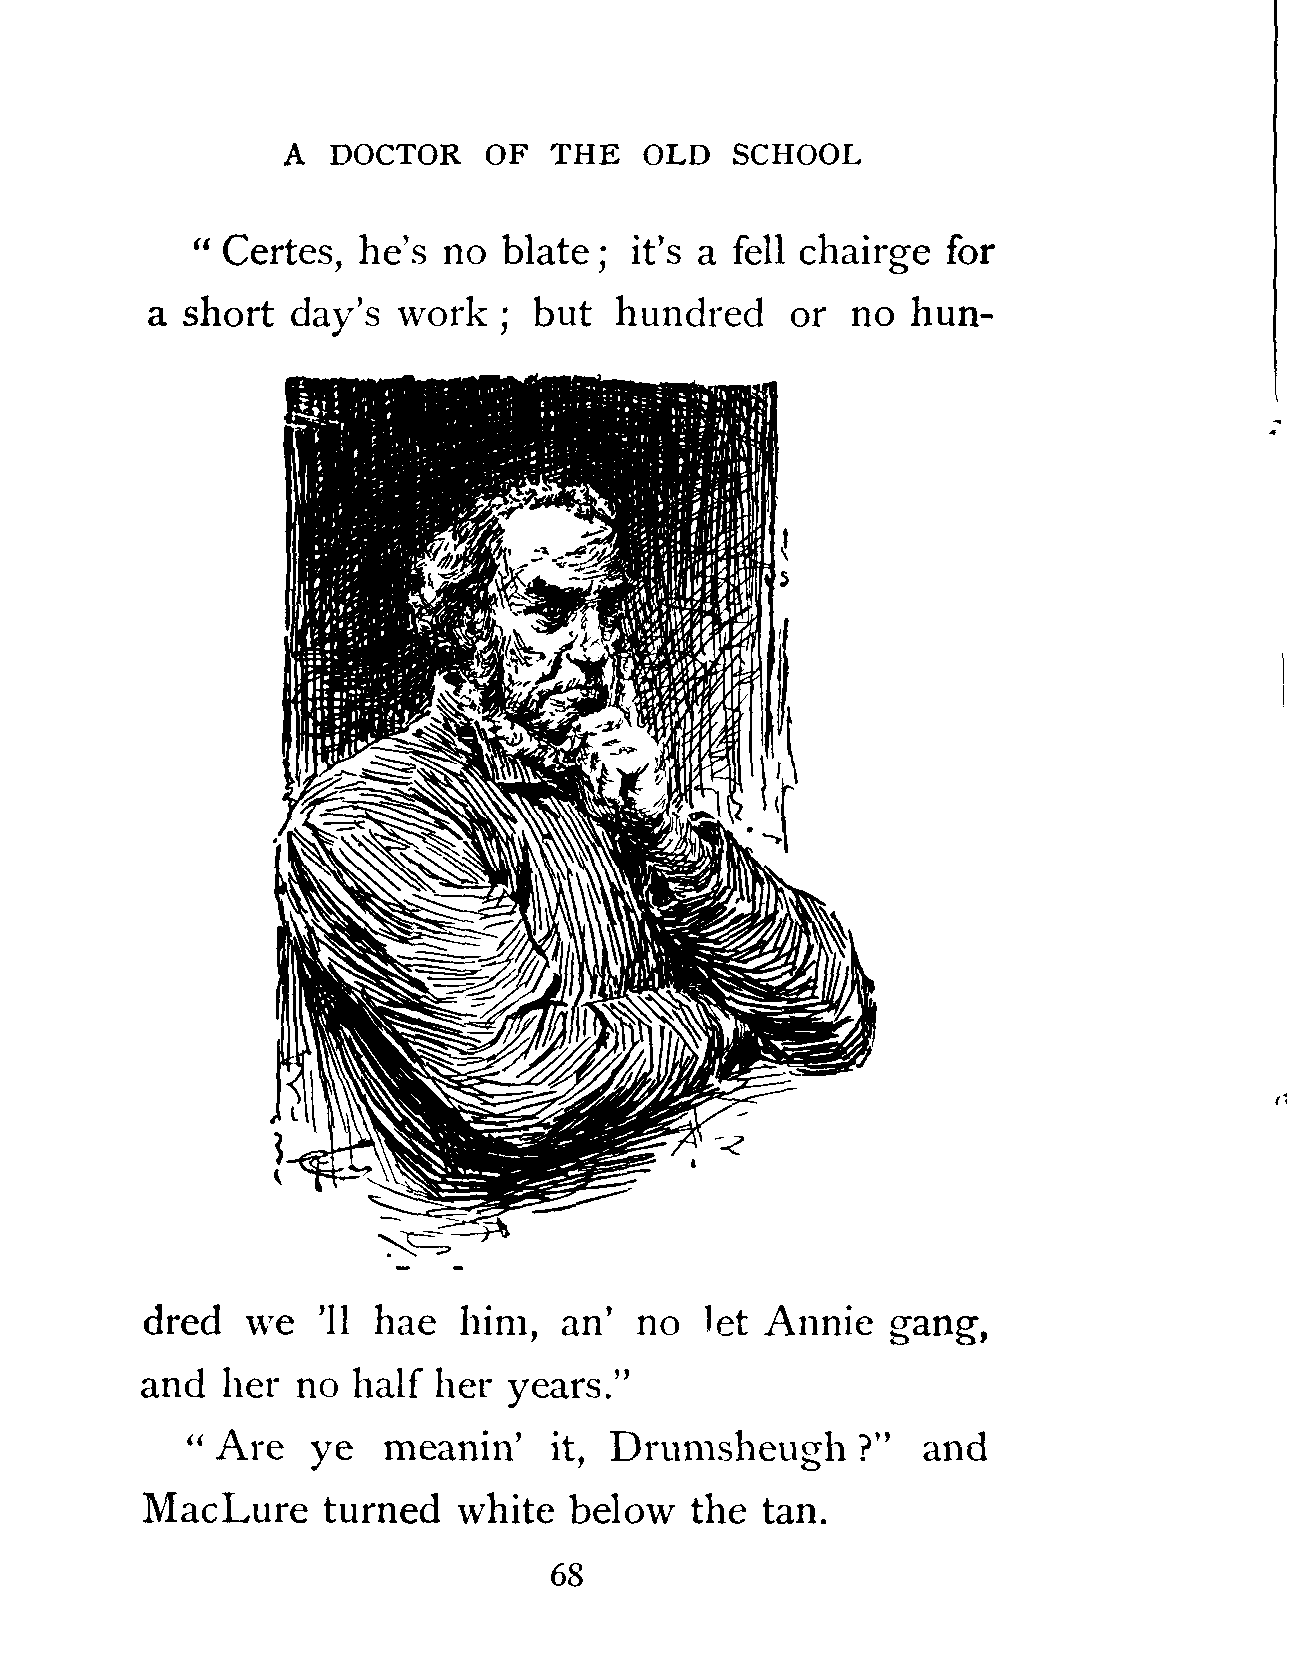 A DOCTOR OF THE OLD SCHOOL
“ Certes, he’s no blate ; it’s a fell chairge for
a short day’s work ; but hundred or no hun-
dred we ’ll hae him, an’ no let Annie gang,
and her no half her years.”
“ Are ye meanin’ it, Drumsheugh ?” and
MacLure turned white below the tan.
68